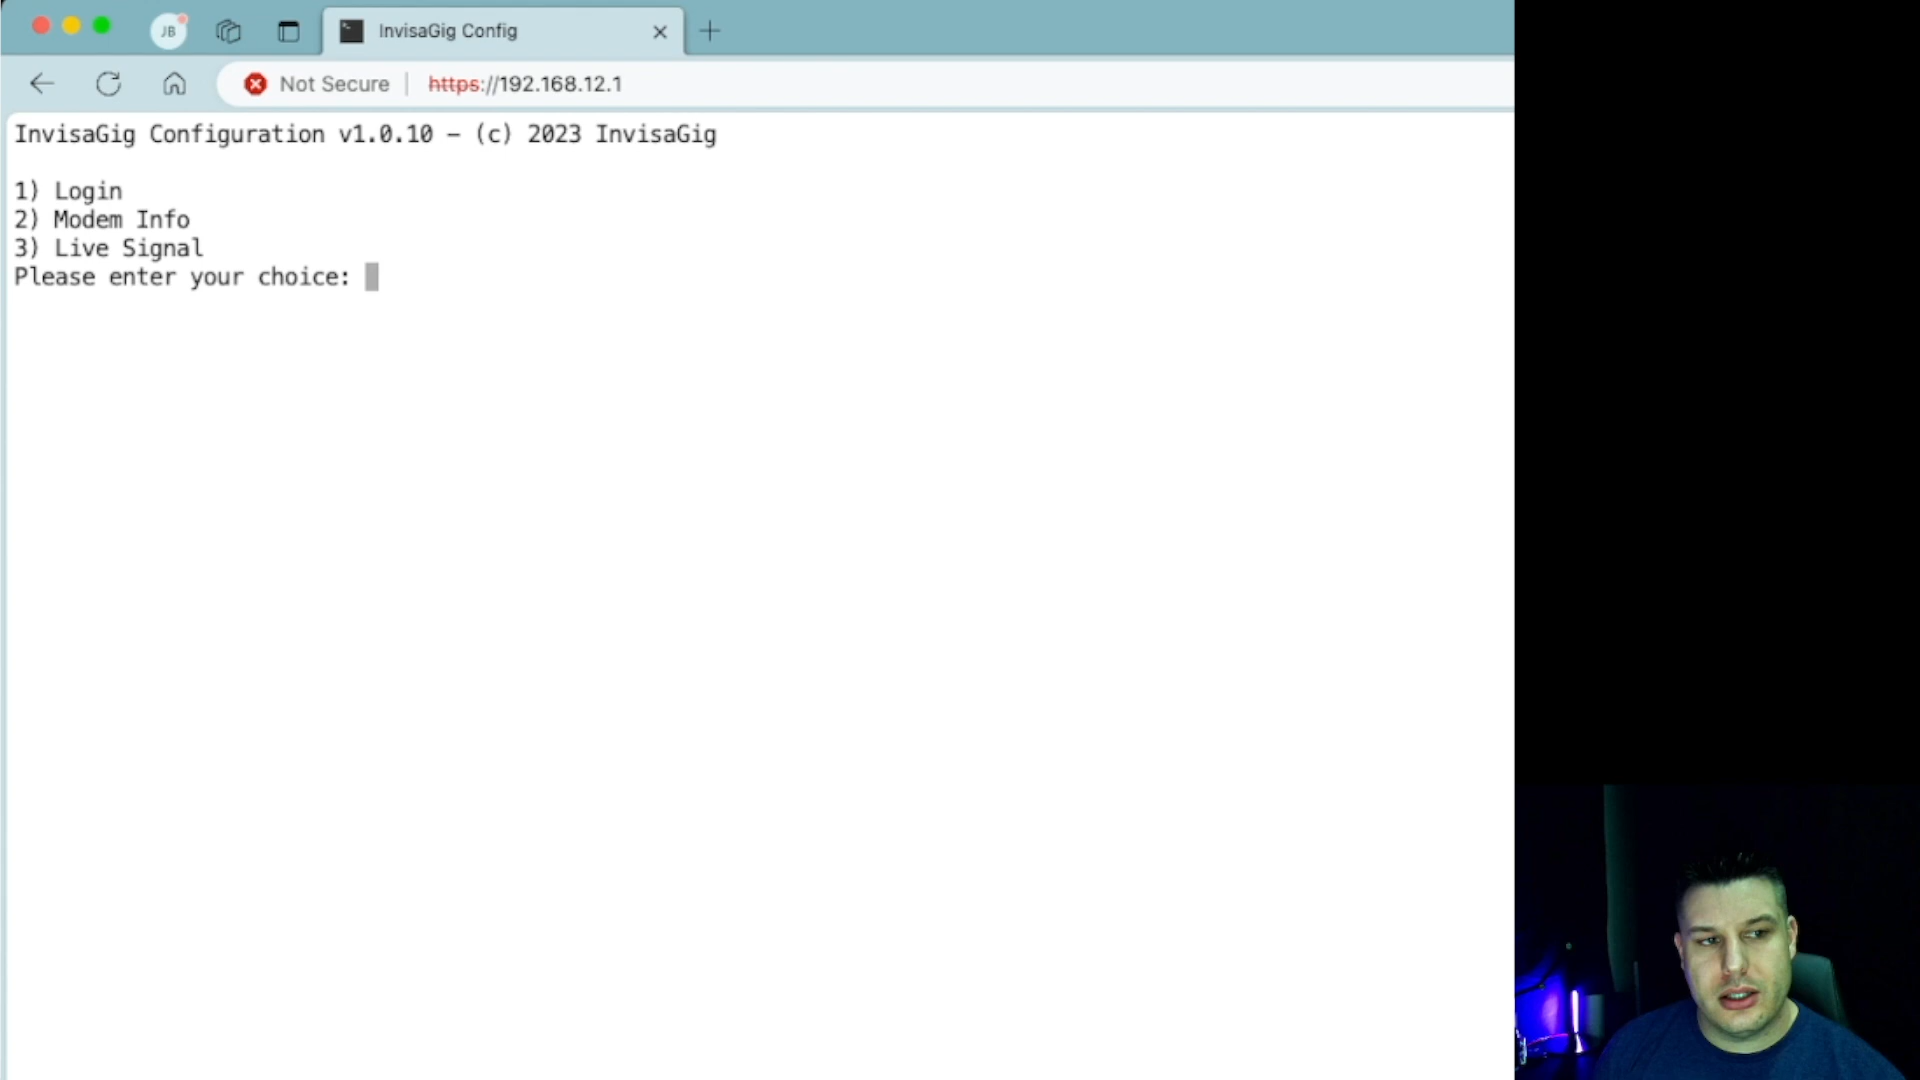 JB
InvisaGig Config
Not Secure
https://192.168.12.1
InvisaGig Configuration v1.0.10 – (c) 2023 InvisaGig
1) Login
2) Modem Info
3) Live Signal
Please enter your choice: